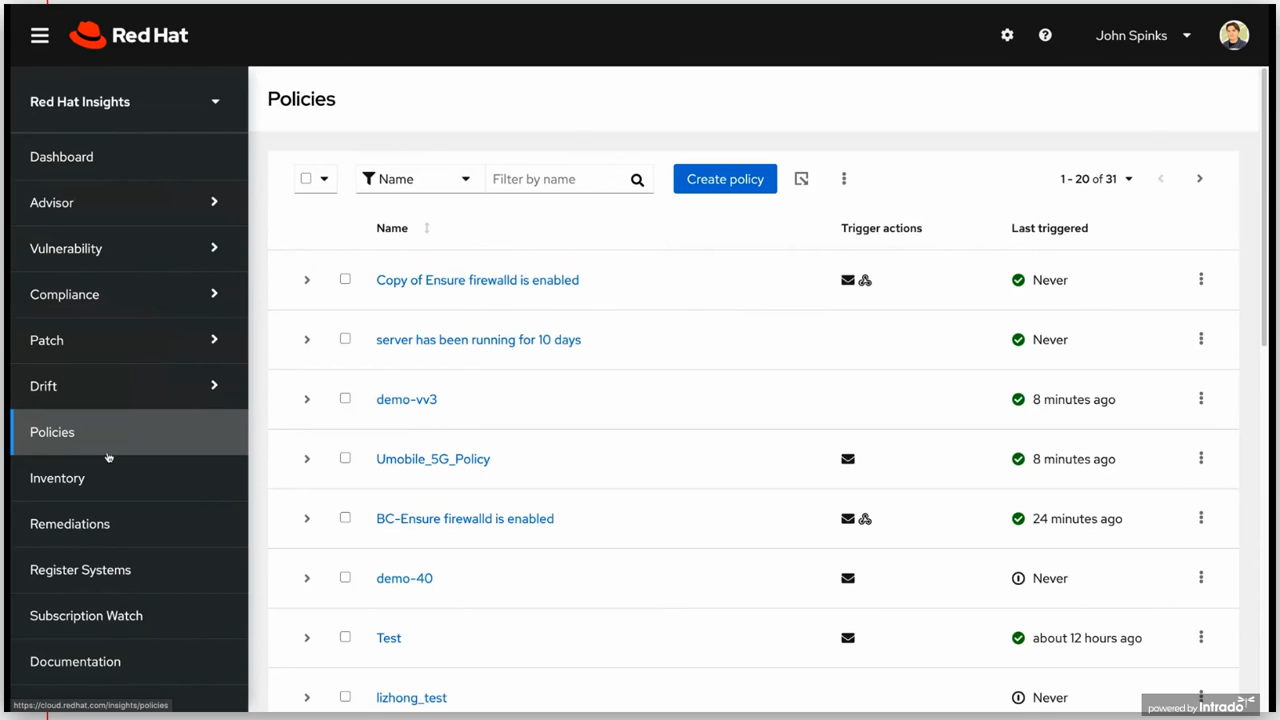 Red Hat
John Spinks
Red Hat Insights
Dashboard
Advisor
Vulnerability
Compliance
Patch
Drift
Policies
Inventory
Remediations
Register Systems
Subscription Watch
Documentation
https://cloud.redhat.com/insights/policies
Policies
Name
Filter by name
Create policy
1 - 20 of 31
Name
Trigger actions
Last triggered
Copy of Ensure firewalld is enabled
Never
server has been running for 10 days
Never
demo-vv3
8 minutes ago
Umobile_5G_Policy
8 minutes ago
BC-Ensure firewalld is enabled
24 minutes ago
demo-40
Never
Test
about 12 hours ago
lizhong_test
Never
powered by intrado